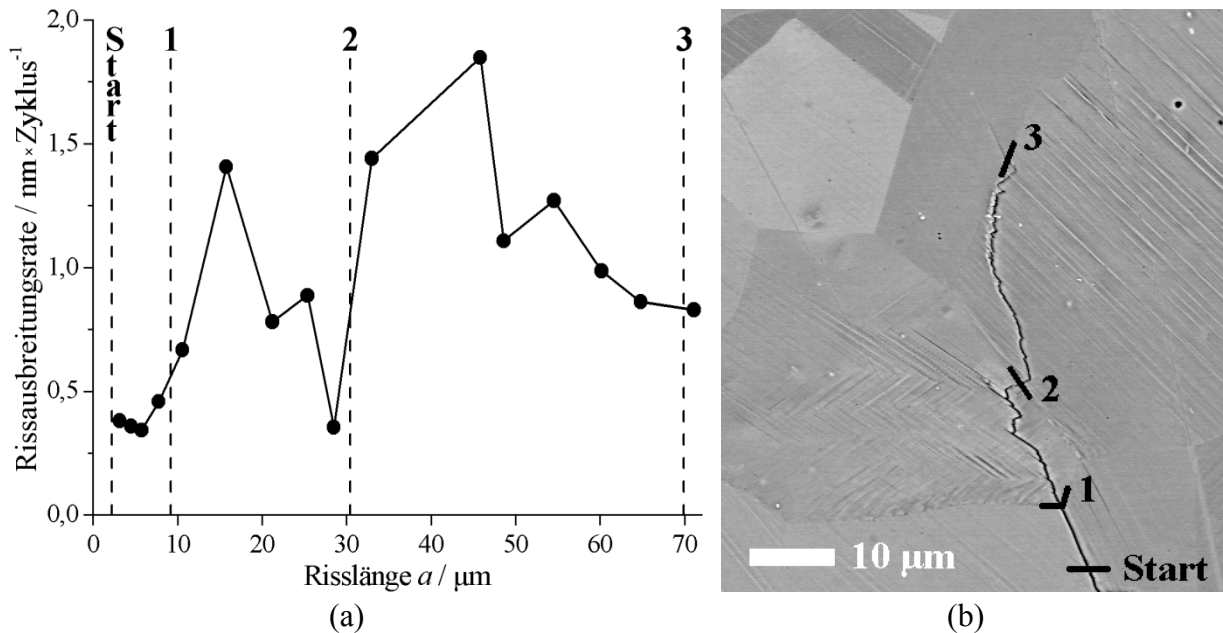 2,0
1,5
1,0
0,5
0,0
0
10
20
30
40
50
60
70
Start
1
2
3
Rissausbreitungsrate / nm×Zyklus⁻¹
Risslänge a / µm
(a)
3
2
1
Start
10 µm
(b)